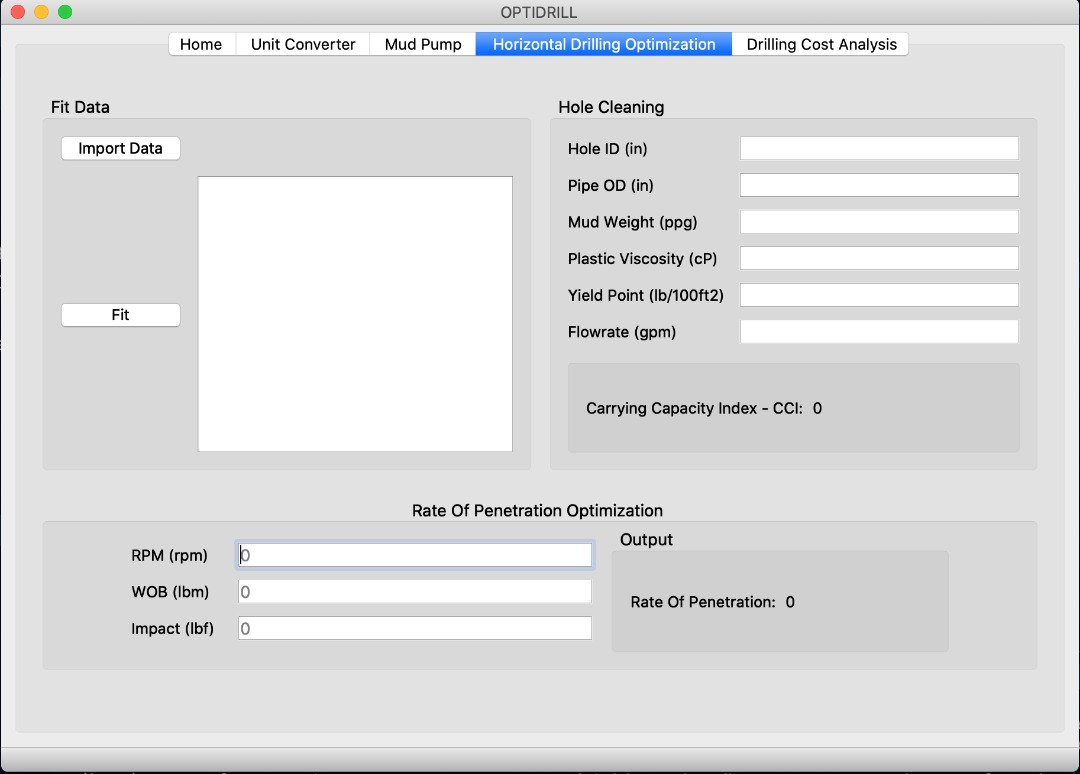 OPTIDRILL
Home Unit Converter Mud Pump Horizontal Drilling Optimization Drilling Cost Analysis
Fit Data
Import Data
Fit
Hole Cleaning
Hole ID (in)
Pipe OD (in)
Mud Weight (ppg)
Plastic Viscosity (cP)
Yield Point (lb/100ft2)
Flowrate (gpm)
Carrying Capacity Index - CCI: 0
Rate Of Penetration Optimization
RPM (rpm) 0
WOB (lbm) 0
Impact (lbf) 0
Output
Rate Of Penetration: 0